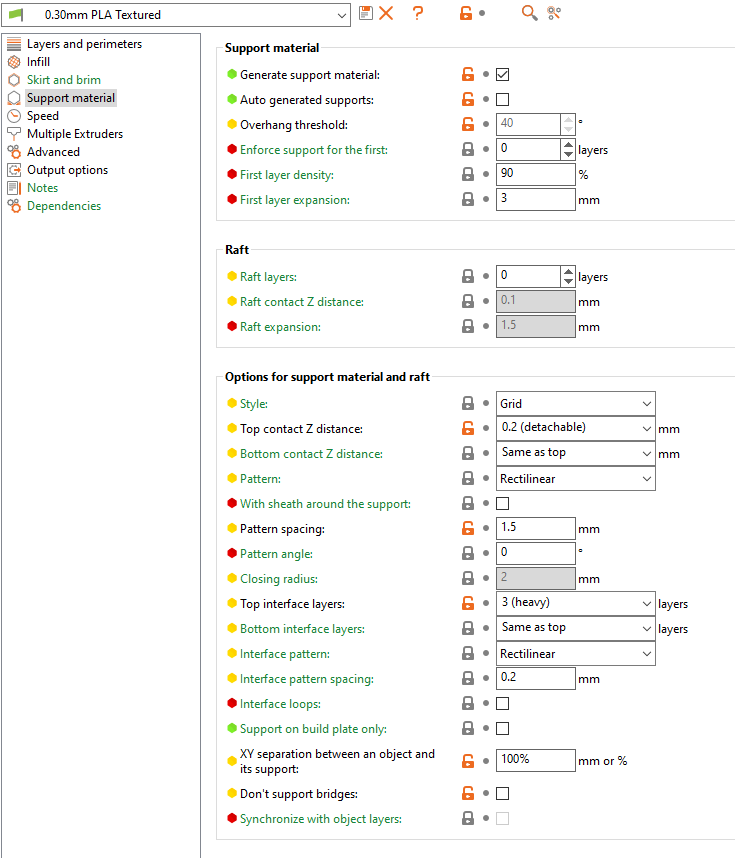 0.30mm PLA Textured
?
Layers and perimeters
Infill
Skirt and brim
Support material
Speed
Multiple Extruders
Advanced
Output options
Notes
Dependencies
Support material
Generate support material:
Auto generated supports:
Overhang threshold: 40 °
Enforce support for the first: 0 layers
First layer density: 90 %
First layer expansion: 3 mm
Raft
Raft layers: 0 layers
Raft contact Z distance: 0.1 mm
Raft expansion: 1.5 mm
Options for support material and raft
Style: Grid
Top contact Z distance: 0.2 (detachable) mm
Bottom contact Z distance: Same as top mm
Pattern: Rectilinear
With sheath around the support:
Pattern spacing: 1.5 mm
Pattern angle: 0 °
Closing radius: 2 mm
Top interface layers: 3 (heavy) layers
Bottom interface layers: Same as top layers
Interface pattern: Rectilinear
Interface pattern spacing: 0.2 mm
Interface loops:
Support on build plate only:
XY separation between an object and
its support: 100% mm or %
Don't support bridges:
Synchronize with object layers: